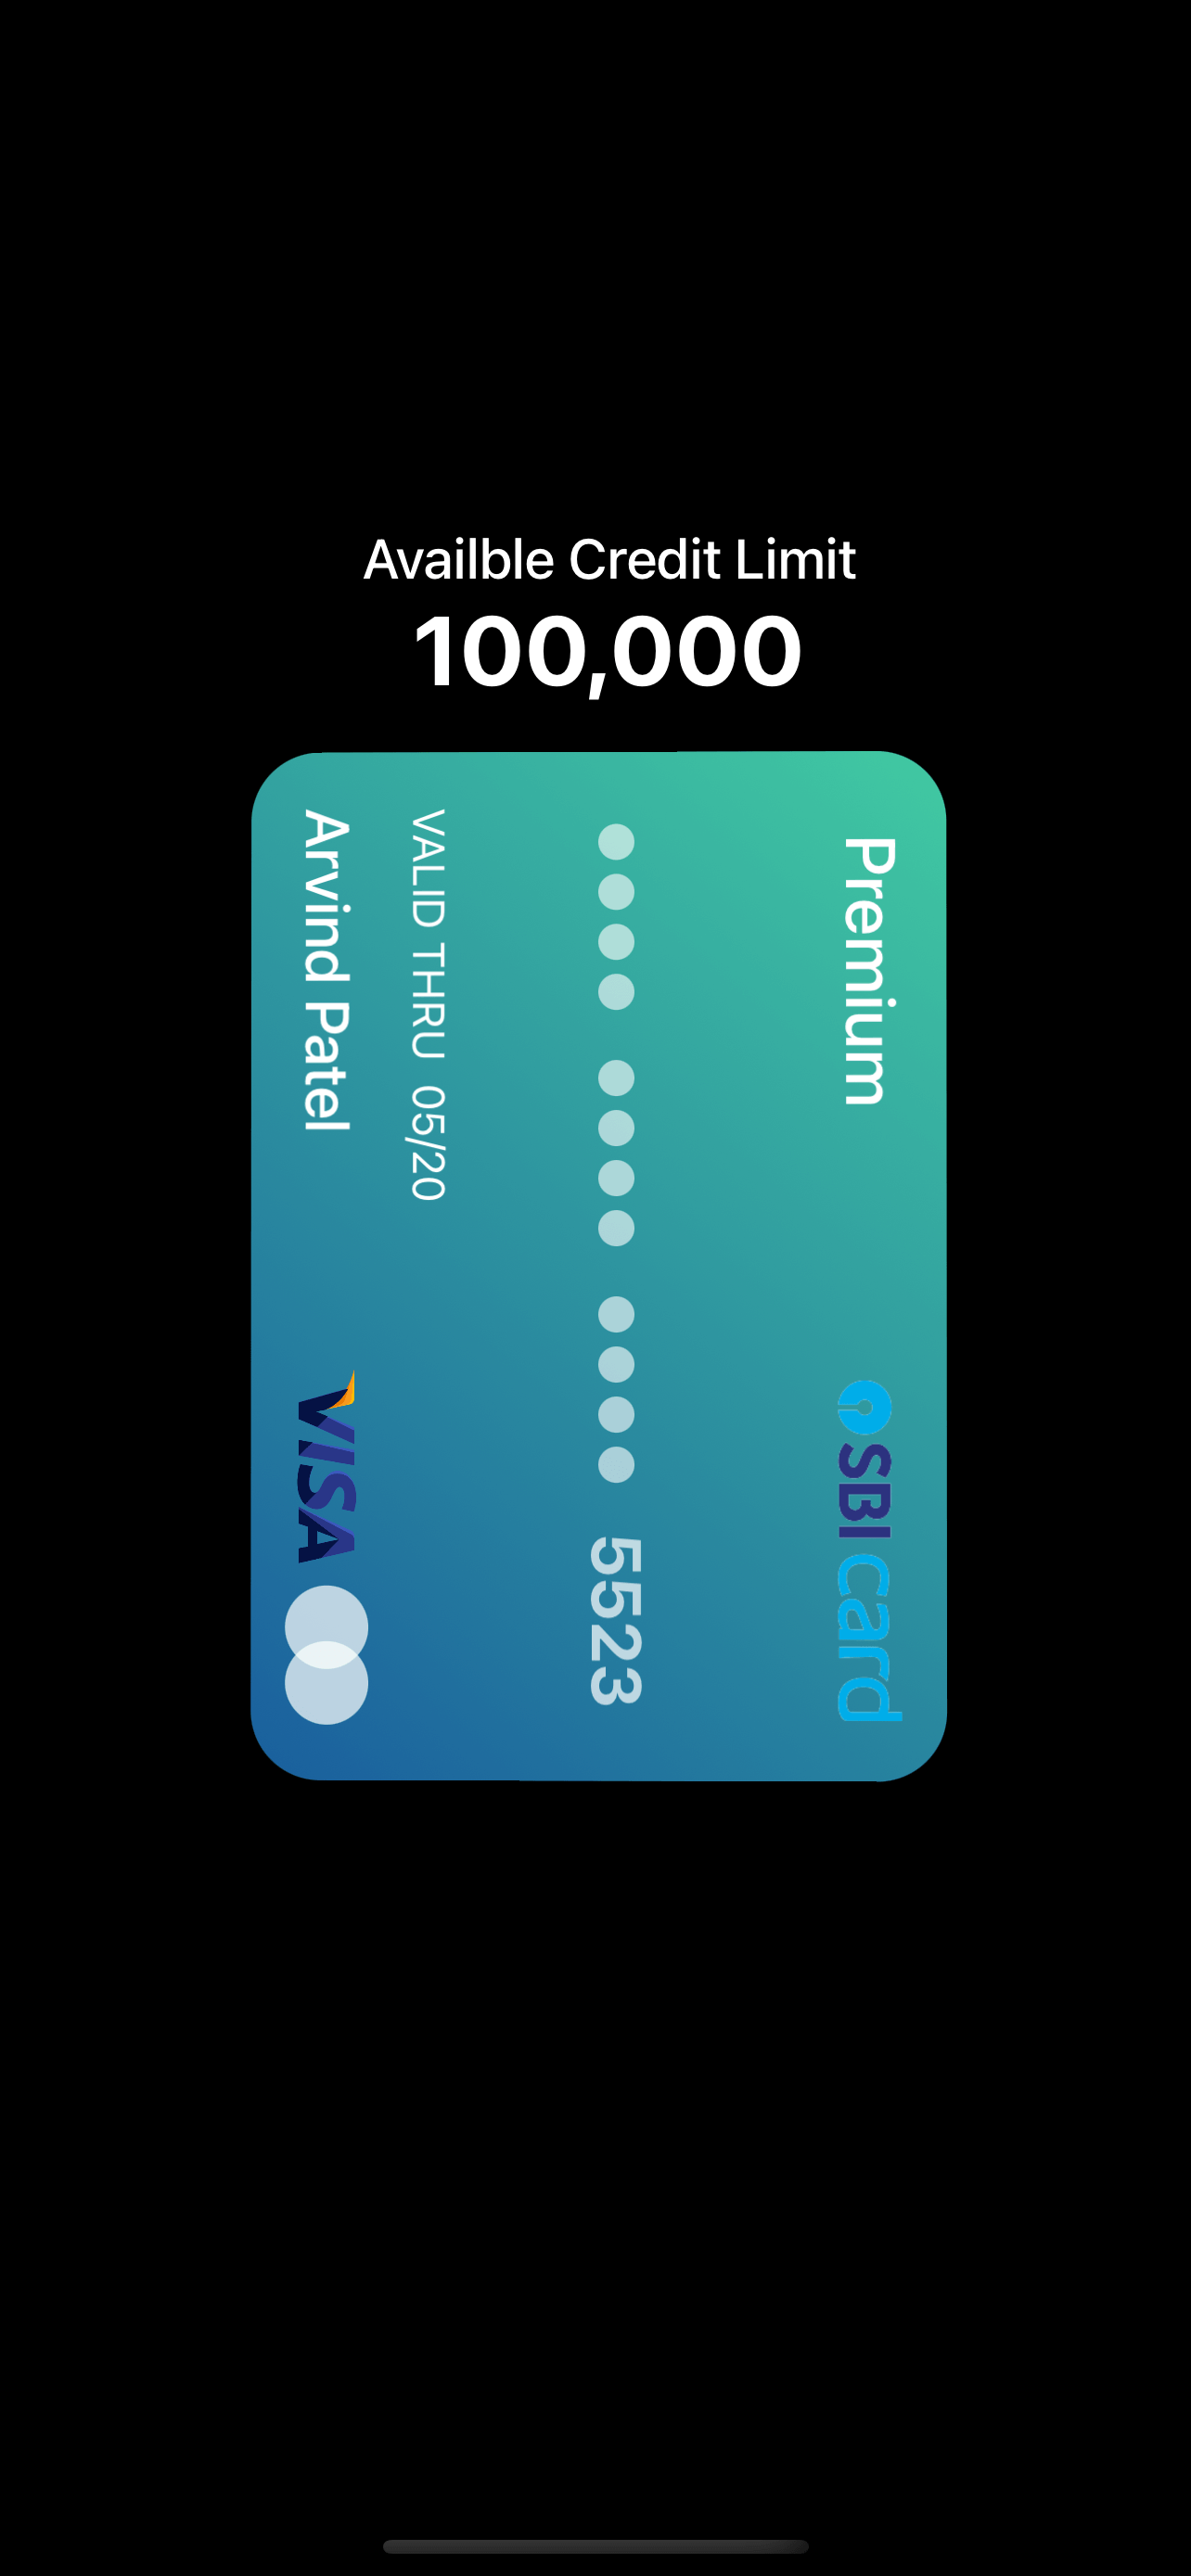 Availble Credit Limit
100,000
Premium
SBI card
5523
VALID THRU 05/20
Arvind Patel
VISA